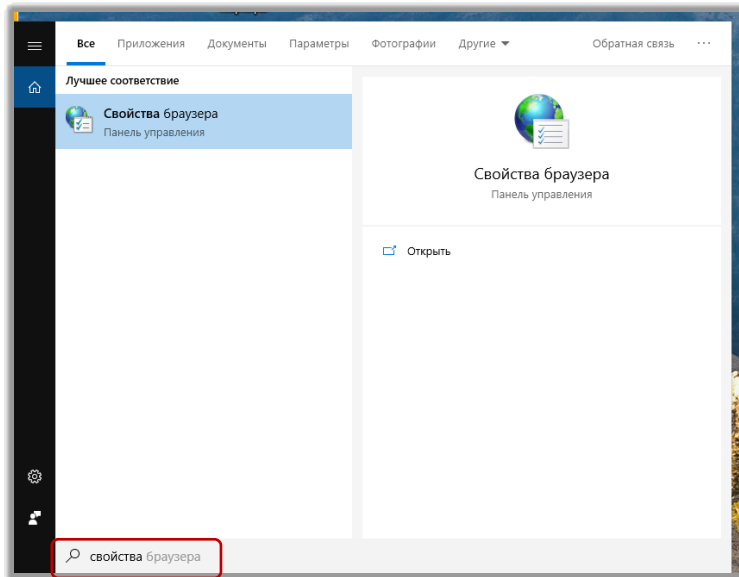 Все Приложения Документы Параметры Фотографии Другие Обратная связь ...
Лучшее соответствие
Свойства браузера
Панель управления
Свойства браузера
Панель управления
Открыть
свойства браузера